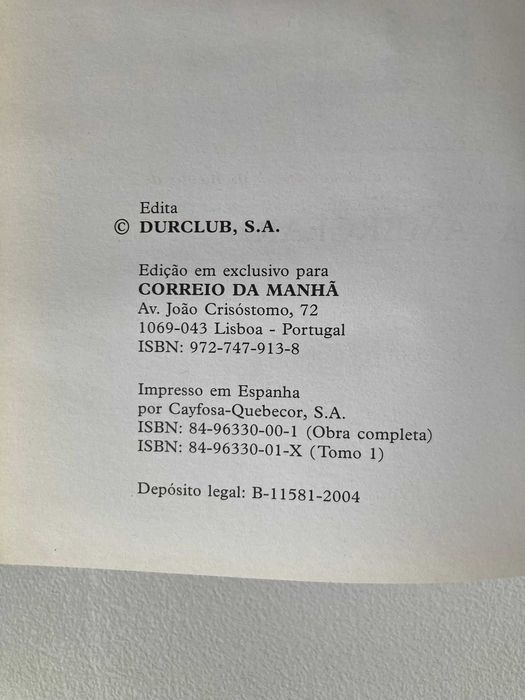 Edita
© DURCLUB, S.A.
Edição em exclusivo para
CORREIO DA MANHÃ
Av. João Crisóstomo, 72
1069-043 Lisboa - Portugal
ISBN: 972-747-913-8
Impresso em Espanha
por Cayfosa-Quebecor, S.A.
ISBN: 84-96330-00-1 (Obra completa)
ISBN: 84-96330-01-X (Tomo 1)
Depósito legal: B-11581-2004